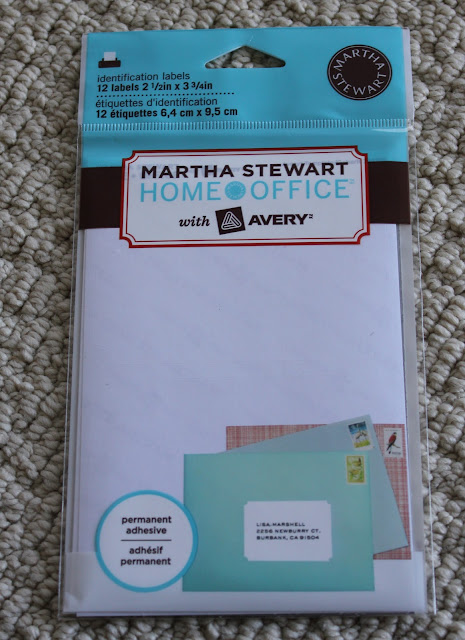 identification labels
12 labels 2 1/2in x 3 3/4in
étiquettes d'identification
12 étiquettes 6,4 cm x 9,5 cm
MARTHA
STEWART
MARTHA STEWART
HOME OFFICE
with AVERY
permanent
adhesive
adhésif
permanent
LISA MARSHELL
2256 NEWBURRY CT.
BURBANK, CA 91504